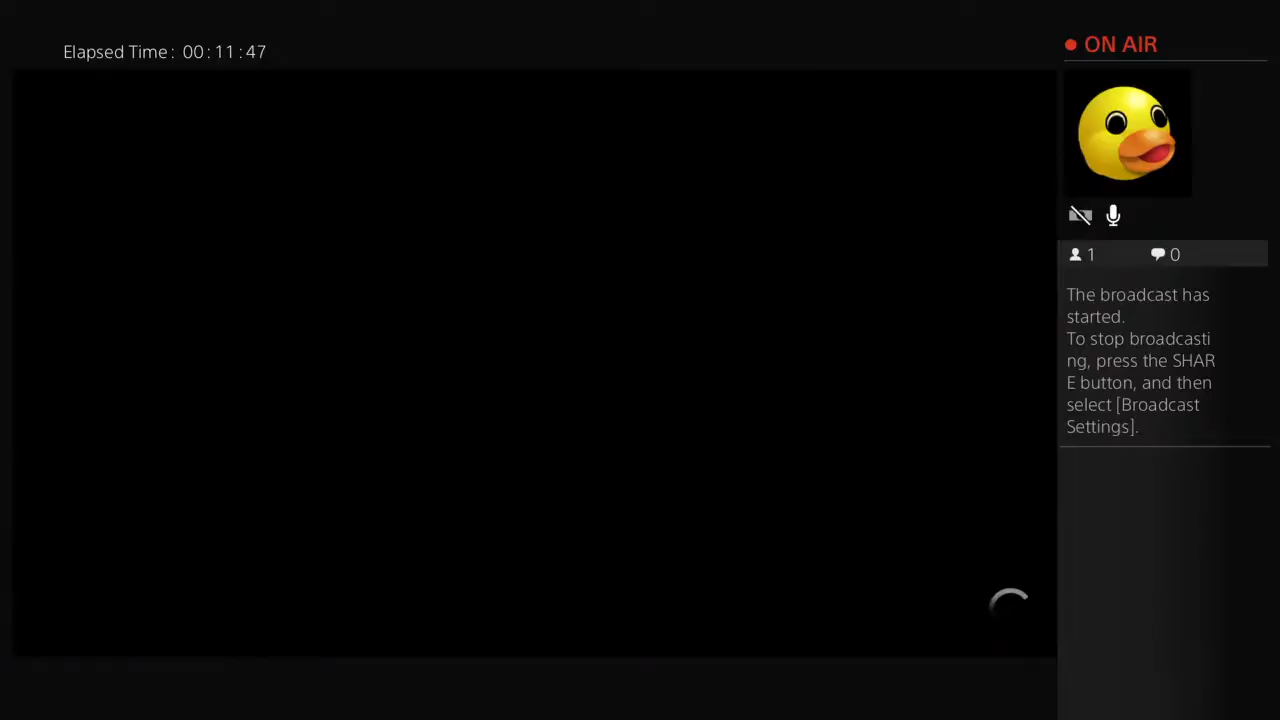 Elapsed Time: 00:11:47
ON AIR
1 0
The broadcast has
started.
To stop broadcasti
ng, press the SHAR
E button, and then
select [Broadcast
Settings].